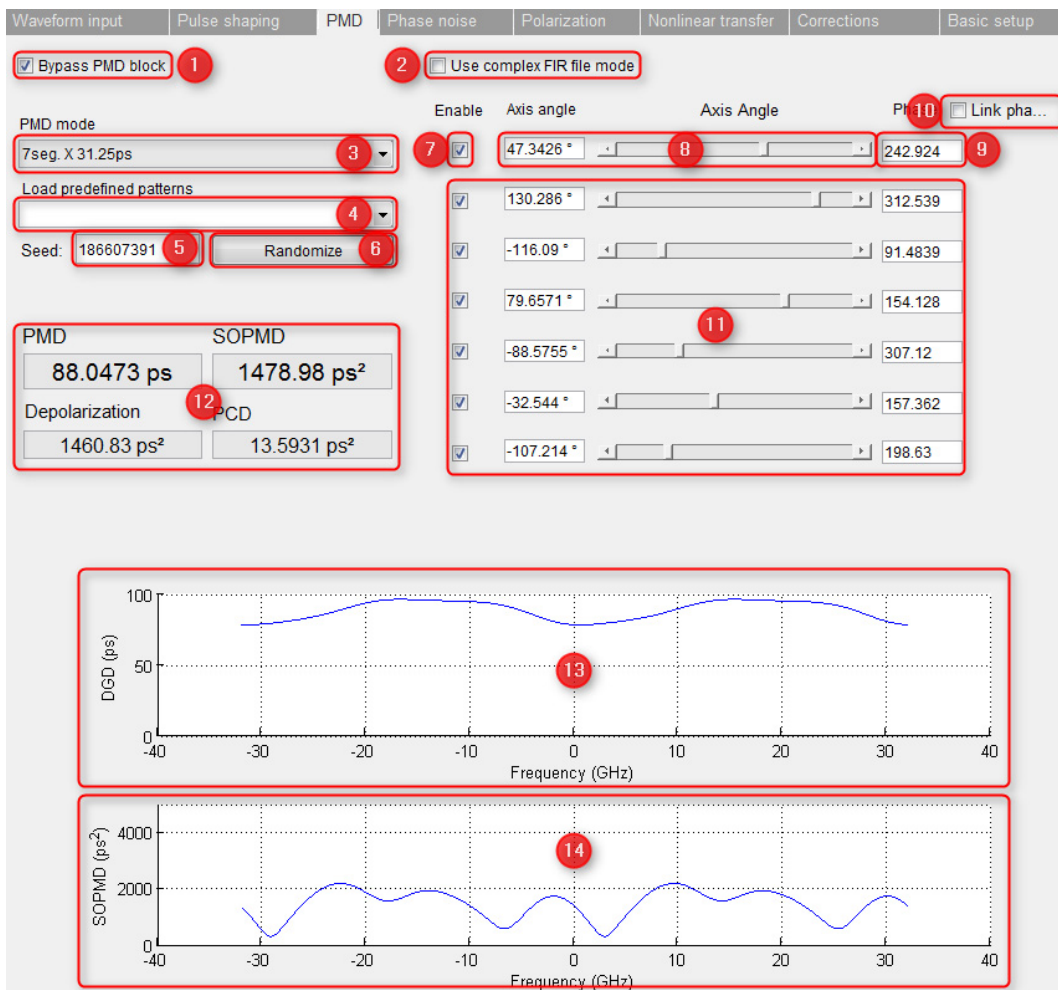 Waveform input Pulse shaping PMD Phase noise Polarization Nonlinear transfer Corrections Basic setup
Bypass PMD block 1 2 Use complex FIR file mode
Enable Axis angle Axis Angle 10 Link pha...
PMD mode
7seg. X 31.25ps 3 7 47.3426 ° 8 242.924 9
Load predefined patterns
4 130.286 ° 312.539
Seed: 186607391 5 Randomize 6 -116.09 ° 91.4839
79.6571 ° 154.128
11
PMD SOPMD
88.0473 ps 1478.98 ps² -88.5755 ° 307.12
12
Depolarization PCD -32.544 ° 157.362
1460.83 ps² 13.5931 ps² -107.214 ° 198.63
100
50
0
DGD (ps)
13
-40 -30 -20 -10 0 10 20 30 40
Frequency (GHz)
4000
2000
0
SOPMD (ps²)
14
-40 -30 -20 -10 0 10 20 30 40
Frequency (GHz)